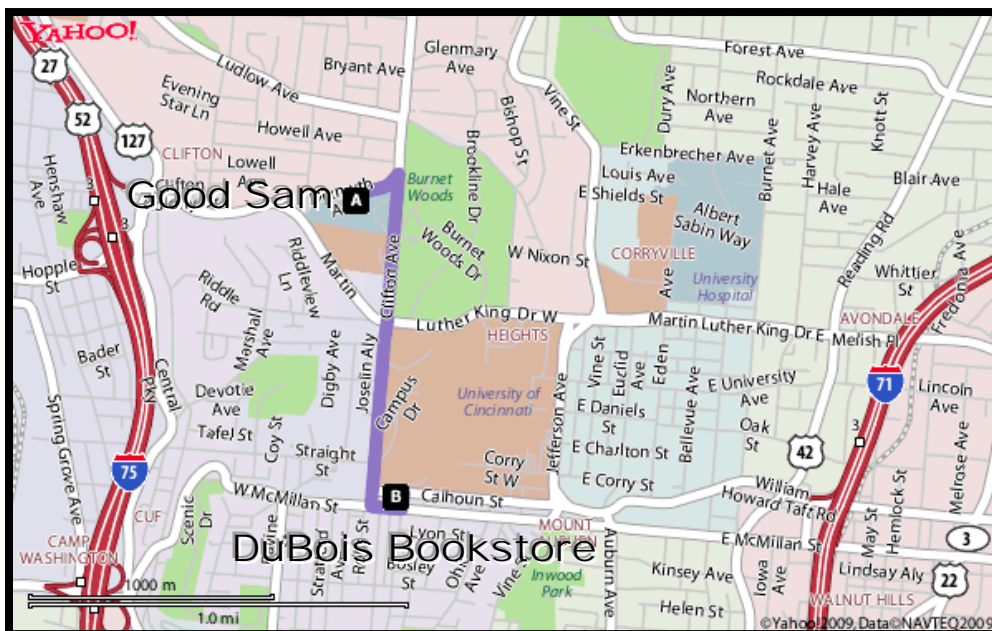 YAHOO!
27
52
127
Ludlow Ave
Bryant Ave
Glenmary
Ave
Forest Ave
Rockdale Ave
Evening
Star Ln
Howell Ave
Vine St
Bishop St
Dury Ave
Northern
Ave
Harvey Ave
Knott St
CLIFTON
Lowell
Henshaw
Ave
3
Good Sam
A
Burnet
Woods
Brookline Dr
Erkenbrecher Ave
Louis Ave
E Shields St
Burnet Ave
Hale
Ave
Blair Ave
3
Albert
Sabin Way
Burnet
Woods Dr
W Nixon St
CORRYVILLE
Reading Rd
Hopple
St
Riddle
Rd
Riddleview
Ln
Martin
Clifton Ave
Ave
University
Hospital
Whittier
St
Fredonia Ave
Luther King Dr W
HEIGHTS
Martin Luther King Dr E
AVONDALE
Melish Pl
Bader
St
Marshall
Ave
Digby Ave
Joselin Aly
Vine St
Euclid
Ave
Eden
71
Central
Pky
Devotie
Ave
Campus
Dr
University of
Cincinnati
Jefferson Ave
E University
Ave
Bellevue Ave
Lincoln
Ave
Spring Grove Ave
Tafel St
Coy St
E Daniels
St
Oak
St
3
Straight
St
E Charlton St
42
Melrose Ave
75
Corry
St W
E Corry St
William
Howard Taft Rd
W McMillan St
B
Calhoun St
CUF
Scenic
Dr
Lyon St
MOUNT
E McMillan St
May St
Hemlock St
3
CAMP
WASHINGTON
DuBois Bookstore
Auburn Ave
Kinsey Ave
Iowa
Ave
Lindsay Aly
22
1000 m
Inwood
Park
Helen St
WALNUT HILLS
1.0 mi
©Yahoo! 2009, Data©NAVTEQ2009